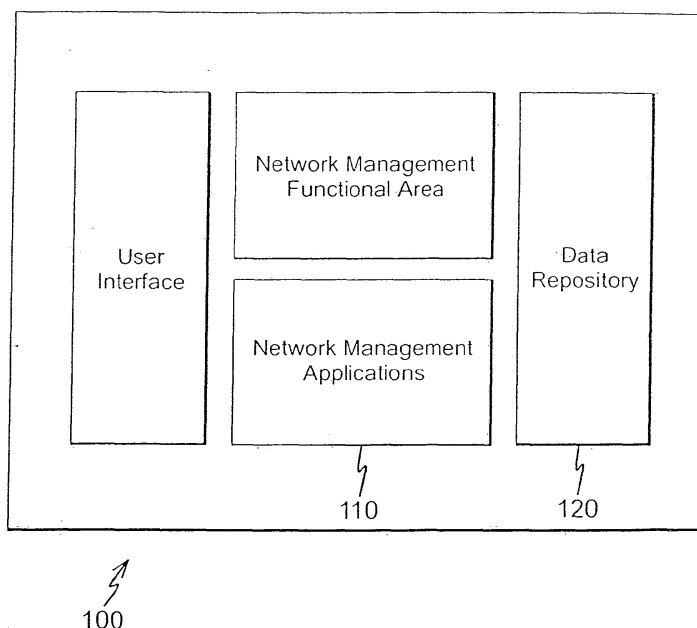 User
Interface
Network Management
Functional Area
Network Management
Applications
Data
Repository
110
120
100